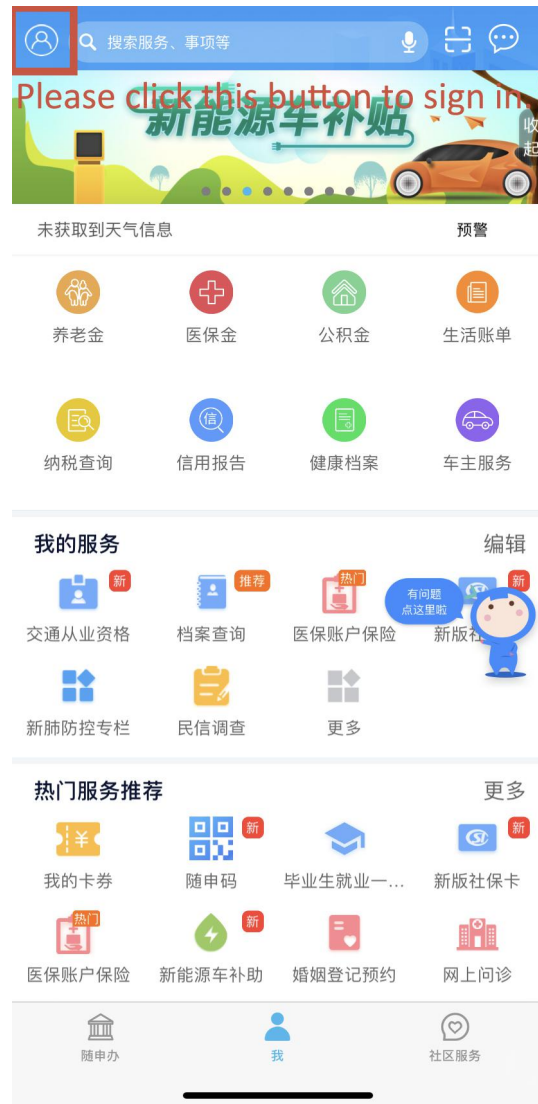 搜索服务、事项等
Please click this button to sign in.
新能源车补贴
收起
未获取到天气信息 预警
养老金 医保金 公积金 生活账单
信
纳税查询 信用报告 健康档案 车主服务
我的服务 编辑
新 推荐 热门 新
有问题
点这里啦
交通从业资格 档案查询 医保账户保险 新版社
新肺防控专栏 民信调查 更多
热门服务推荐 更多
¥ 新 新
我的卡券 随申码 毕业生就业一... 新版社保卡
热门 新
医保账户保险 新能源车补助 婚姻登记预约 网上问诊
随申办 我 社区服务